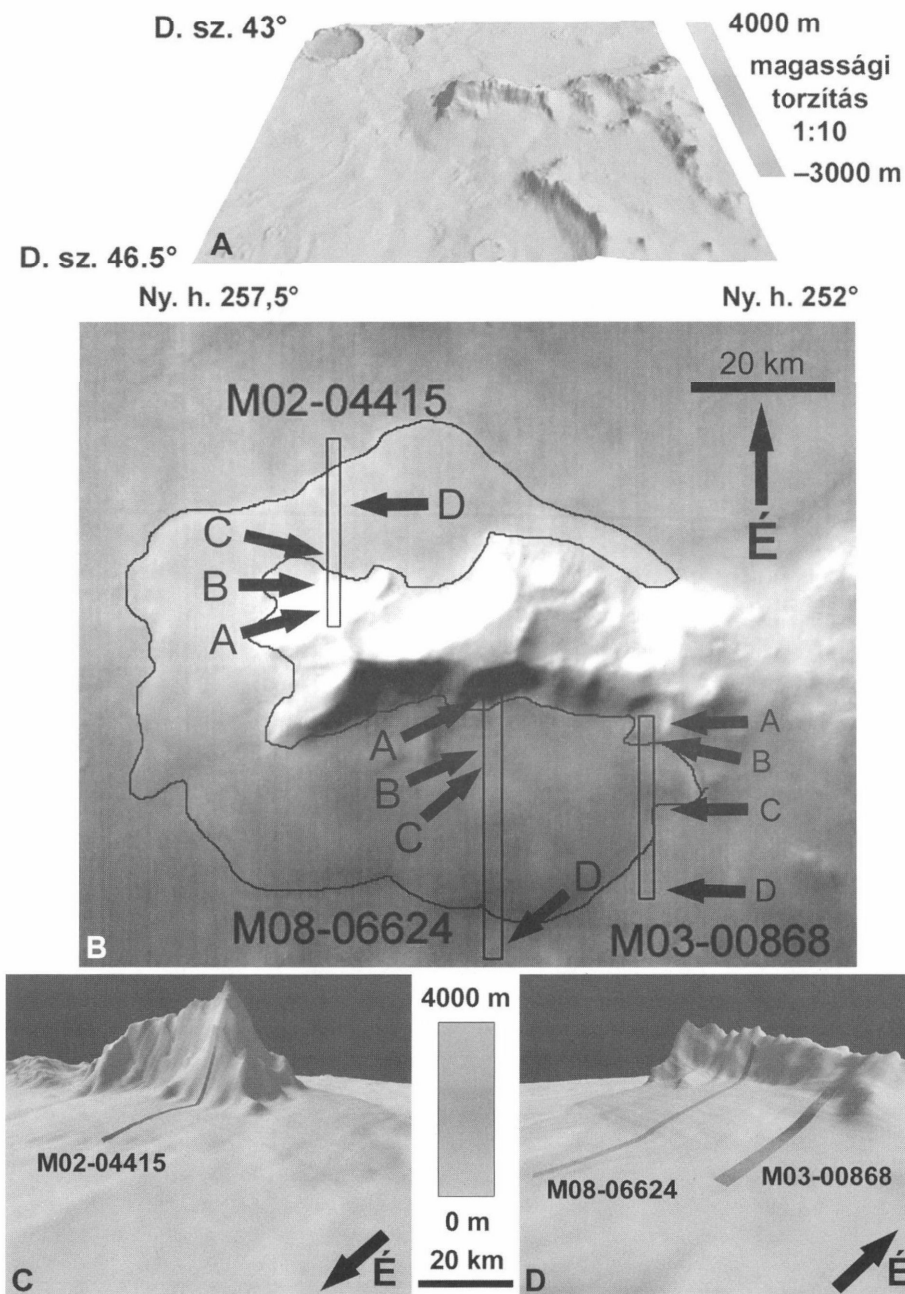 D. sz. 43°
4000 m
magassági
torzítás
1:10
–3000 m
A
D. sz. 46.5°
Ny. h. 257,5°
Ny. h. 252°
20 km
M02-04415
É
D
C
B
A
A
B
C
D
A
B
C
D
M08-06624
M03-00868
B
4000 m
0 m
20 km
M02-04415
É
C
M08-06624
M03-00868
É
D